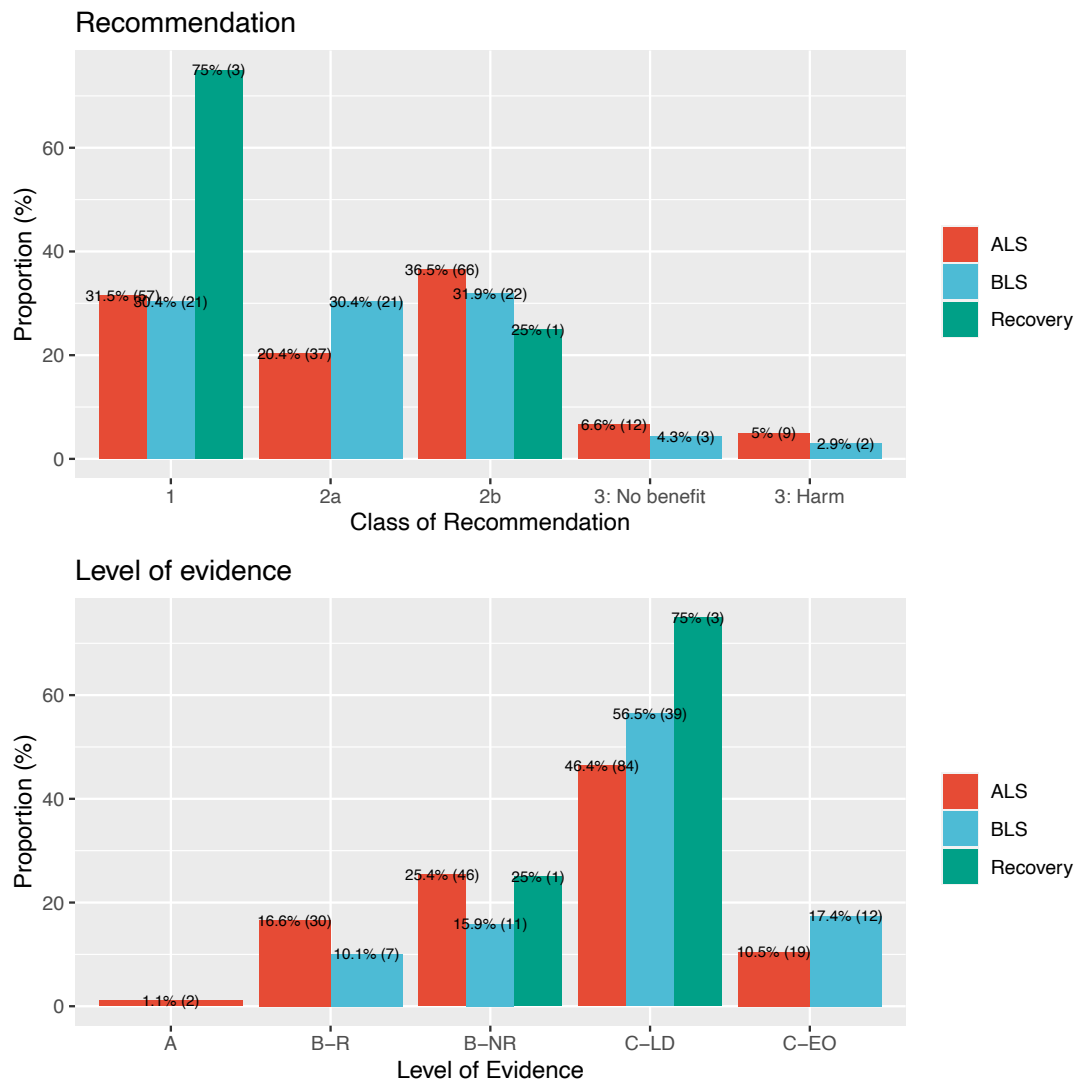 Recommendation
75% (3)
60
40
36.5% (66)
31.5% (57)
30.4% (21)
30.4% (21)
31.9% (22)
25% (1)
20.4% (37)
20
6.6% (12)
4.3% (3)
5% (9)
2.9% (2)
0
1 2a 2b 3: No benefit 3: Harm
Class of Recommendation
Proportion (%)
ALS
BLS
Recovery
Level of evidence
75% (3)
60
56.5% (39)
46.4% (84)
40
25.4% (46)
25% (1)
20
16.6% (30)
10.1% (7)
15.9% (11)
17.4% (12)
10.5% (19)
1.1% (2)
0
A B−R B−NR C−LD C−EO
Level of Evidence
Proportion (%)
ALS
BLS
Recovery